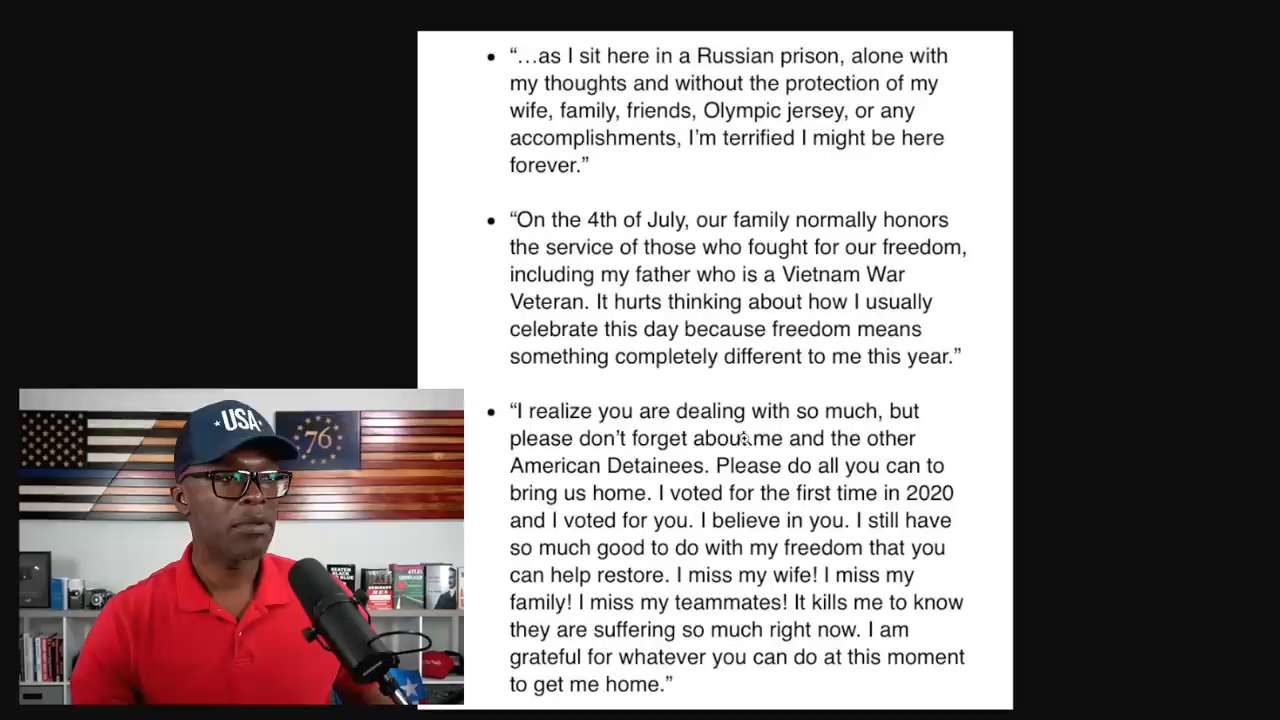 • “…as I sit here in a Russian prison, alone with
my thoughts and without the protection of my
wife, family, friends, Olympic jersey, or any
accomplishments, I’m terrified I might be here
forever.”
• “On the 4th of July, our family normally honors
the service of those who fought for our freedom,
including my father who is a Vietnam War
Veteran. It hurts thinking about how I usually
celebrate this day because freedom means
something completely different to me this year.”
• “I realize you are dealing with so much, but
please don’t forget about me and the other
American Detainees. Please do all you can to
bring us home. I voted for the first time in 2020
and I voted for you. I believe in you. I still have
so much good to do with my freedom that you
can help restore. I miss my wife! I miss my
family! I miss my teammates! It kills me to know
they are suffering so much right now. I am
grateful for whatever you can do at this moment
to get me home.”
USA
76